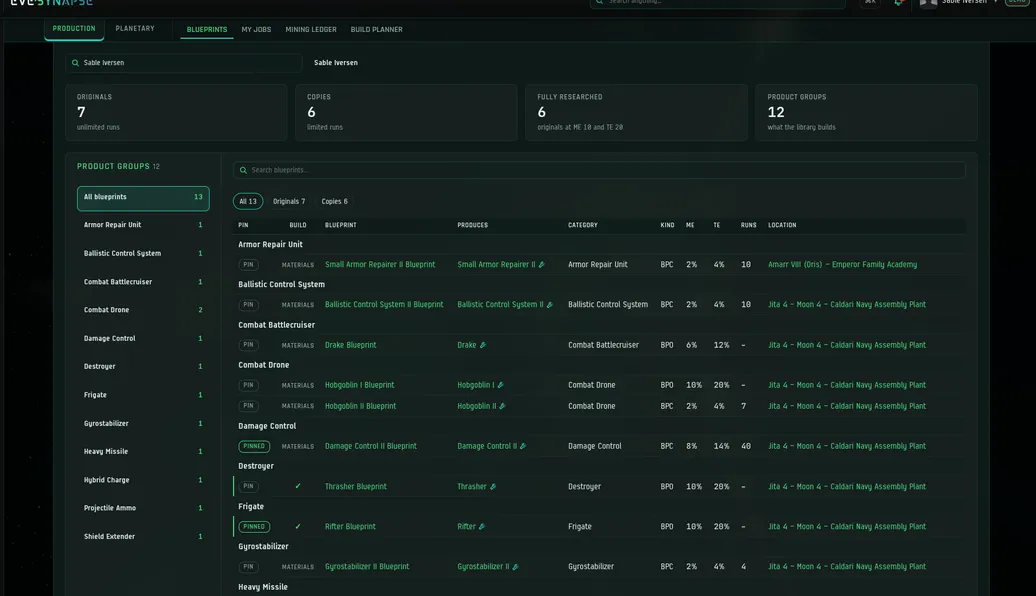 EVE SYNAPSE
Search anything...
⌘K
Sable Iversen
PRODUCTION
PLANETARY
BLUEPRINTS
MY JOBS
MINING LEDGER
BUILD PLANNER
Sable Iversen
Sable Iversen
ORIGINALS
7
unlimited runs
COPIES
6
limited runs
FULLY RESEARCHED
6
originals at ME 10 and TE 20
PRODUCT GROUPS
12
what the library builds
PRODUCT GROUPS 12
All blueprints 13
Armor Repair Unit 1
Ballistic Control System 1
Combat Battlecruiser 1
Combat Drone 2
Damage Control 1
Destroyer 1
Frigate 1
Gyrostabilizer 1
Heavy Missile 1
Hybrid Charge 1
Projectile Ammo 1
Shield Extender 1
Search blueprints...
All 13 Originals 7 Copies 6
PIN BUILD BLUEPRINT PRODUCES CATEGORY KIND ME TE RUNS LOCATION
Armor Repair Unit
PIN MATERIALS Small Armor Repairer II Blueprint Small Armor Repairer II Armor Repair Unit BPC 2% 4% 10 Amarr VIII (Oris) – Emperor Family Academy
Ballistic Control System
PIN MATERIALS Ballistic Control System II Blueprint Ballistic Control System II Ballistic Control System BPC 2% 4% 10 Jita 4 – Moon 4 – Caldari Navy Assembly Plant
Combat Battlecruiser
PIN MATERIALS Drake Blueprint Drake Combat Battlecruiser BPO 6% 12% – Jita 4 – Moon 4 – Caldari Navy Assembly Plant
Combat Drone
PIN MATERIALS Hobgoblin I Blueprint Hobgoblin I Combat Drone BPO 10% 20% – Jita 4 – Moon 4 – Caldari Navy Assembly Plant
PIN MATERIALS Hobgoblin II Blueprint Hobgoblin II Combat Drone BPC 2% 4% 7 Jita 4 – Moon 4 – Caldari Navy Assembly Plant
Damage Control
PINNED MATERIALS Damage Control II Blueprint Damage Control II Damage Control BPC 8% 14% 40 Jita 4 – Moon 4 – Caldari Navy Assembly Plant
Destroyer
PIN ✓ Thrasher Blueprint Thrasher Destroyer BPO 10% 20% – Jita 4 – Moon 4 – Caldari Navy Assembly Plant
Frigate
PINNED ✓ Rifter Blueprint Rifter Frigate BPO 10% 20% – Jita 4 – Moon 4 – Caldari Navy Assembly Plant
Gyrostabilizer
PIN MATERIALS Gyrostabilizer II Blueprint Gyrostabilizer II Gyrostabilizer BPC 2% 4% 4 Jita 4 – Moon 4 – Caldari Navy Assembly Plant
Heavy Missile